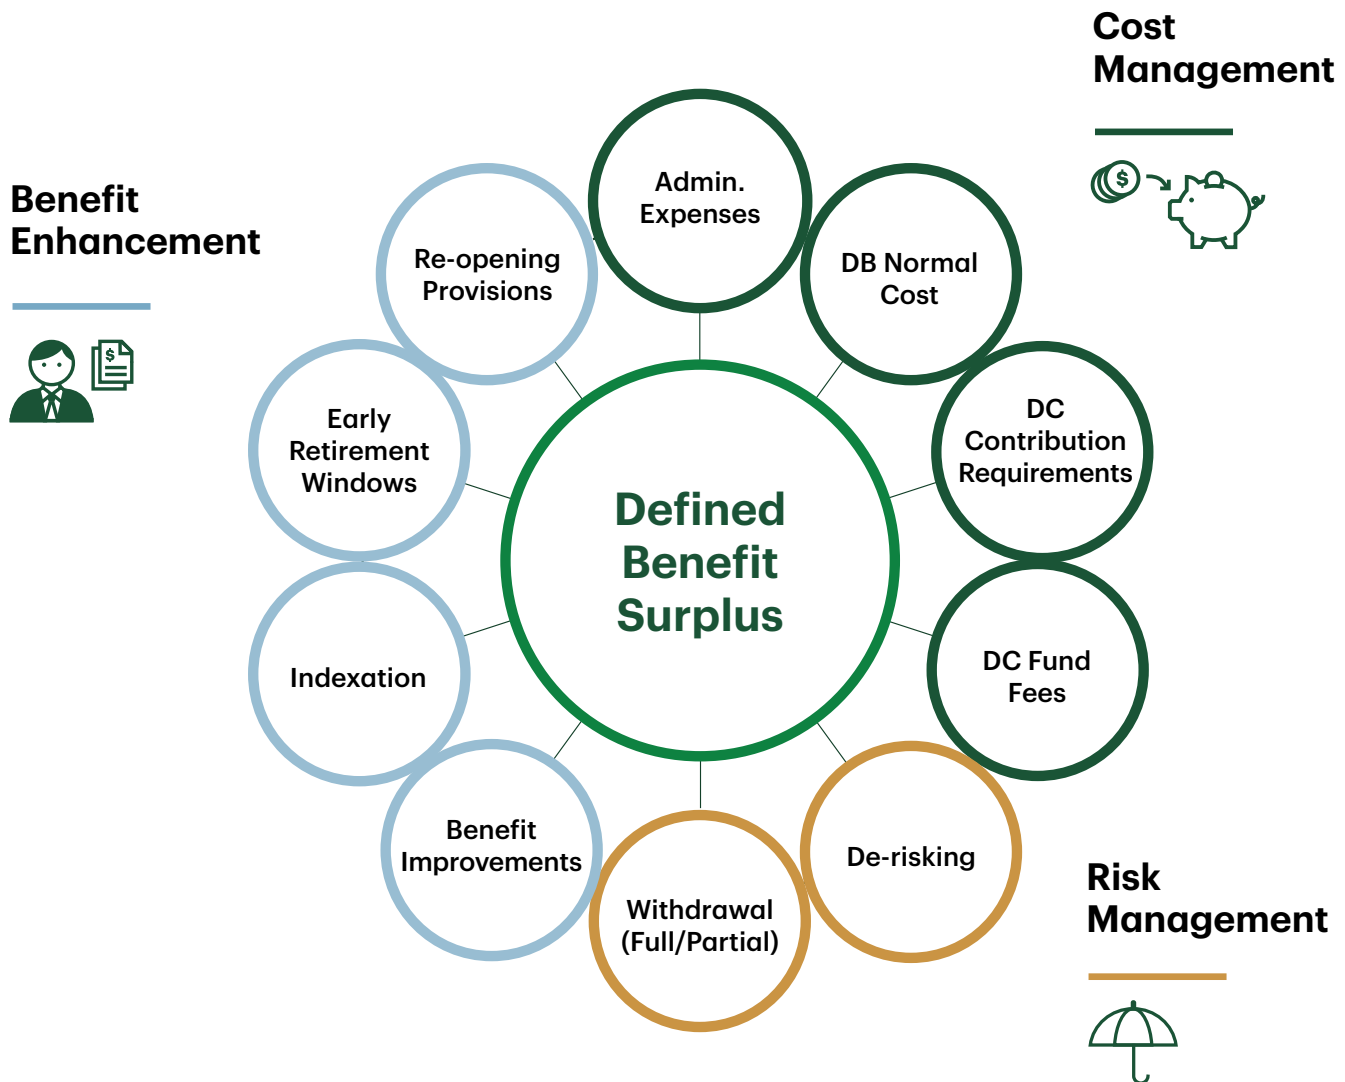 Cost
Management
$
Benefit
Enhancement
$
Admin.
Expenses
DB Normal
Cost
DC
Contribution
Requirements
DC Fund
Fees
De-risking
Withdrawal
(Full/Partial)
Benefit
Improvements
Indexation
Early
Retirement
Windows
Re-opening
Provisions
Defined
Benefit
Surplus
Risk
Management